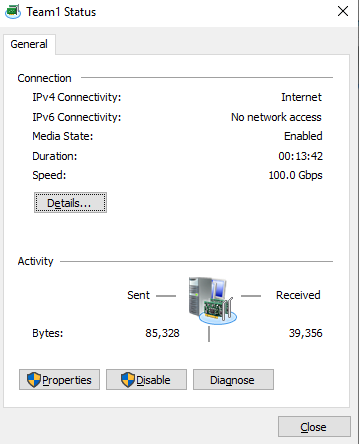 Team1 Status
General
Connection
IPv4 Connectivity: Internet
IPv6 Connectivity: No network access
Media State: Enabled
Duration: 00:13:42
Speed: 100.0 Gbps
Details...
Activity
Sent Received
Bytes: 85,328 39,356
Properties Disable Diagnose
Close